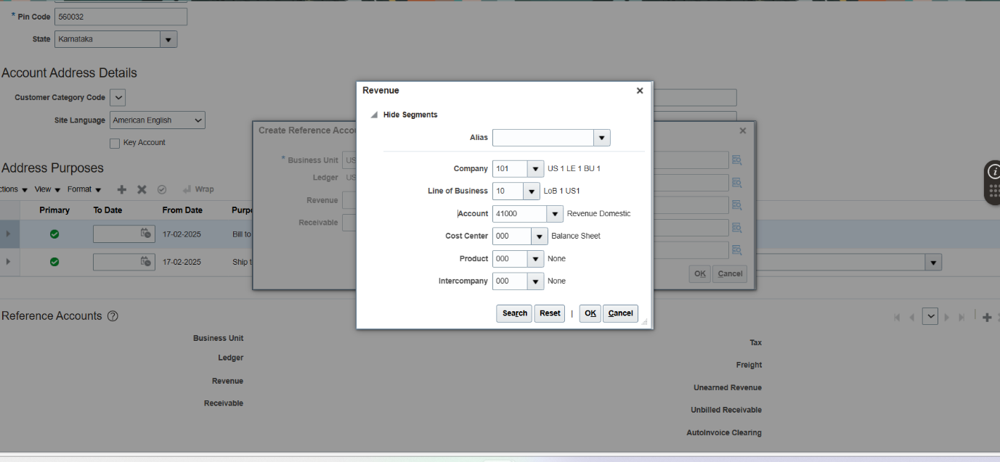 * Pin Code 560032
State Karnataka
Account Address Details
Customer Category Code
Site Language American English
Key Account
Address Purposes
ctions View Format Wrap
Primary To Date From Date Purpo
17-02-2025 Bill to
17-02-2025 Ship t
Create Reference Accou
* Business Unit US
Ledger US
Revenue
Receivable
OK Cancel
Revenue
Hide Segments
Alias
Company 101 US 1 LE 1 BU 1
Line of Business 10 LoB 1 US1
Account 41000 Revenue Domestic
Cost Center 000 Balance Sheet
Product 000 None
Intercompany 000 None
Search Reset | OK Cancel
Reference Accounts ?
Business Unit
Ledger
Revenue
Receivable
Tax
Freight
Unearned Revenue
Unbilled Receivable
AutoInvoice Clearing